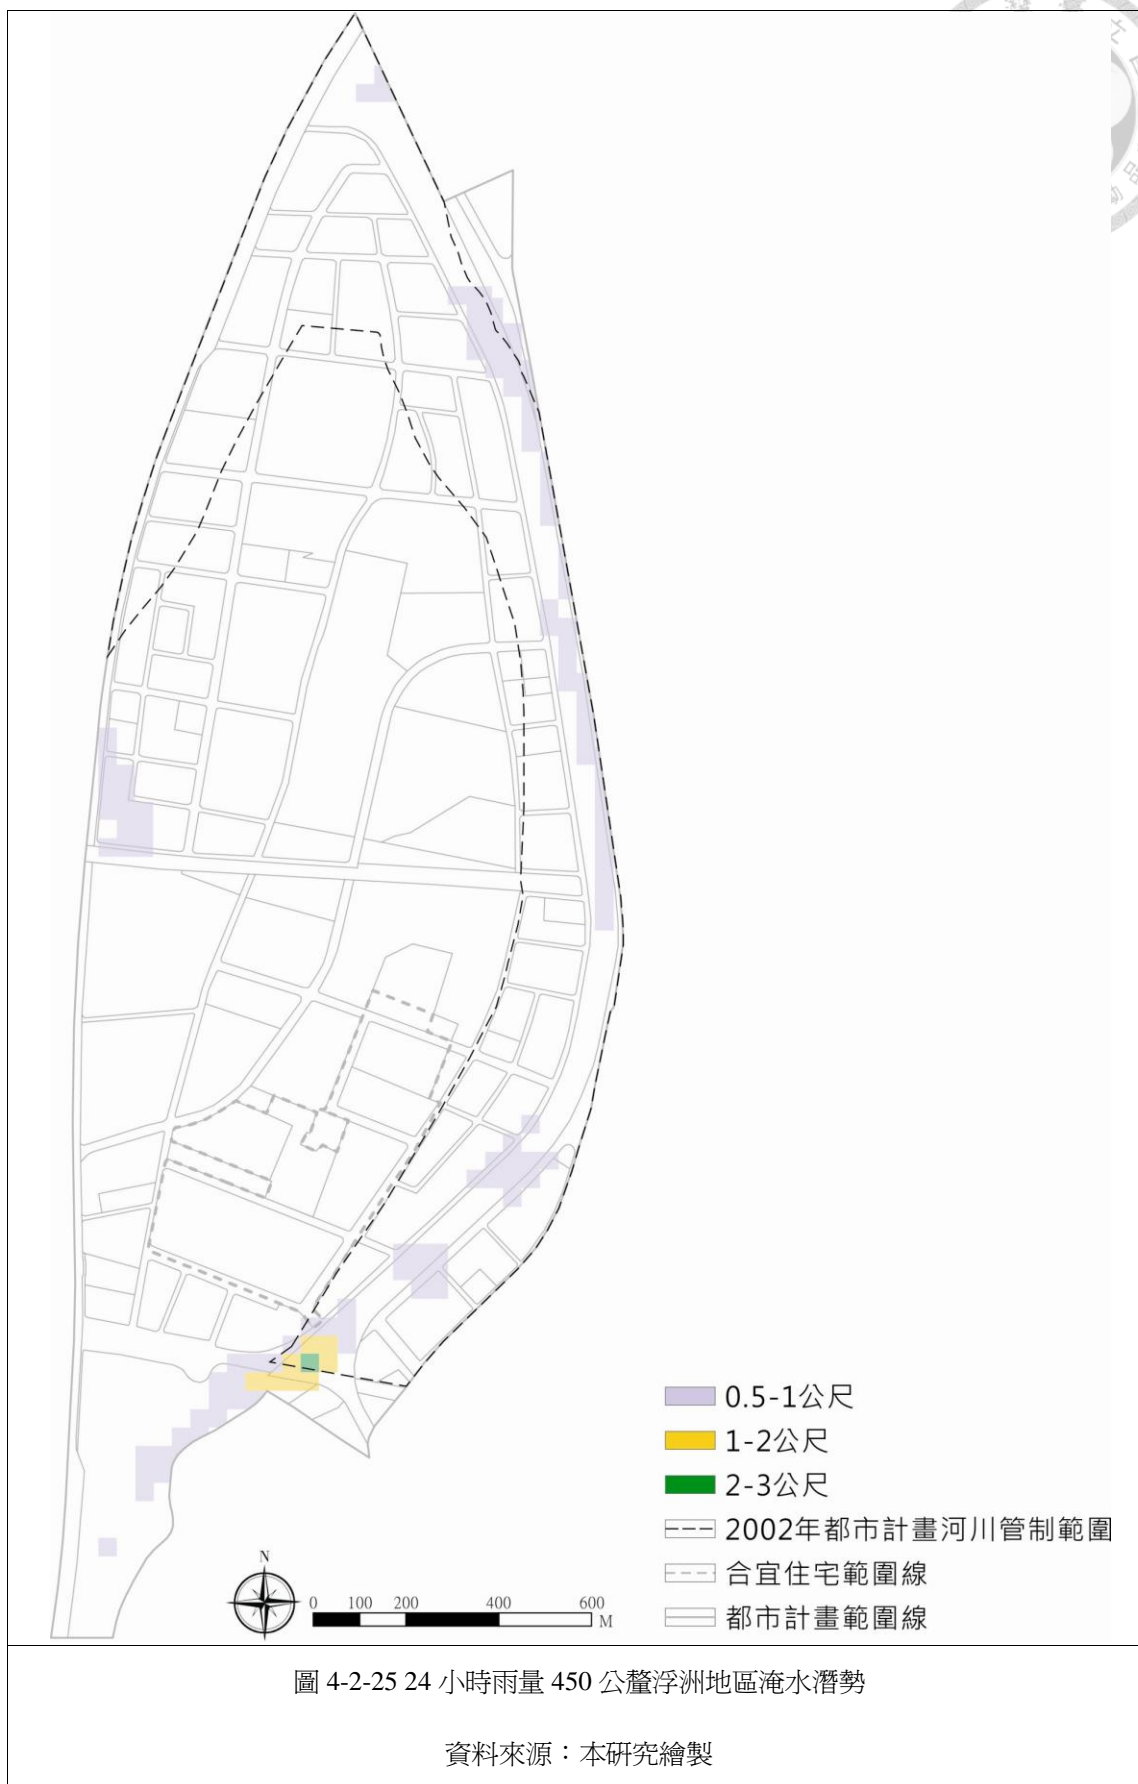 0.5-1公尺
1-2公尺
2-3公尺
2002年都市計畫河川管制範圍
合宜住宅範圍線
都市計畫範圍線
N
0 100 200 400 600
M
圖 4-2-25 24 小時雨量 450 公釐浮洲地區淹水潛勢
資料來源：本研究繪製